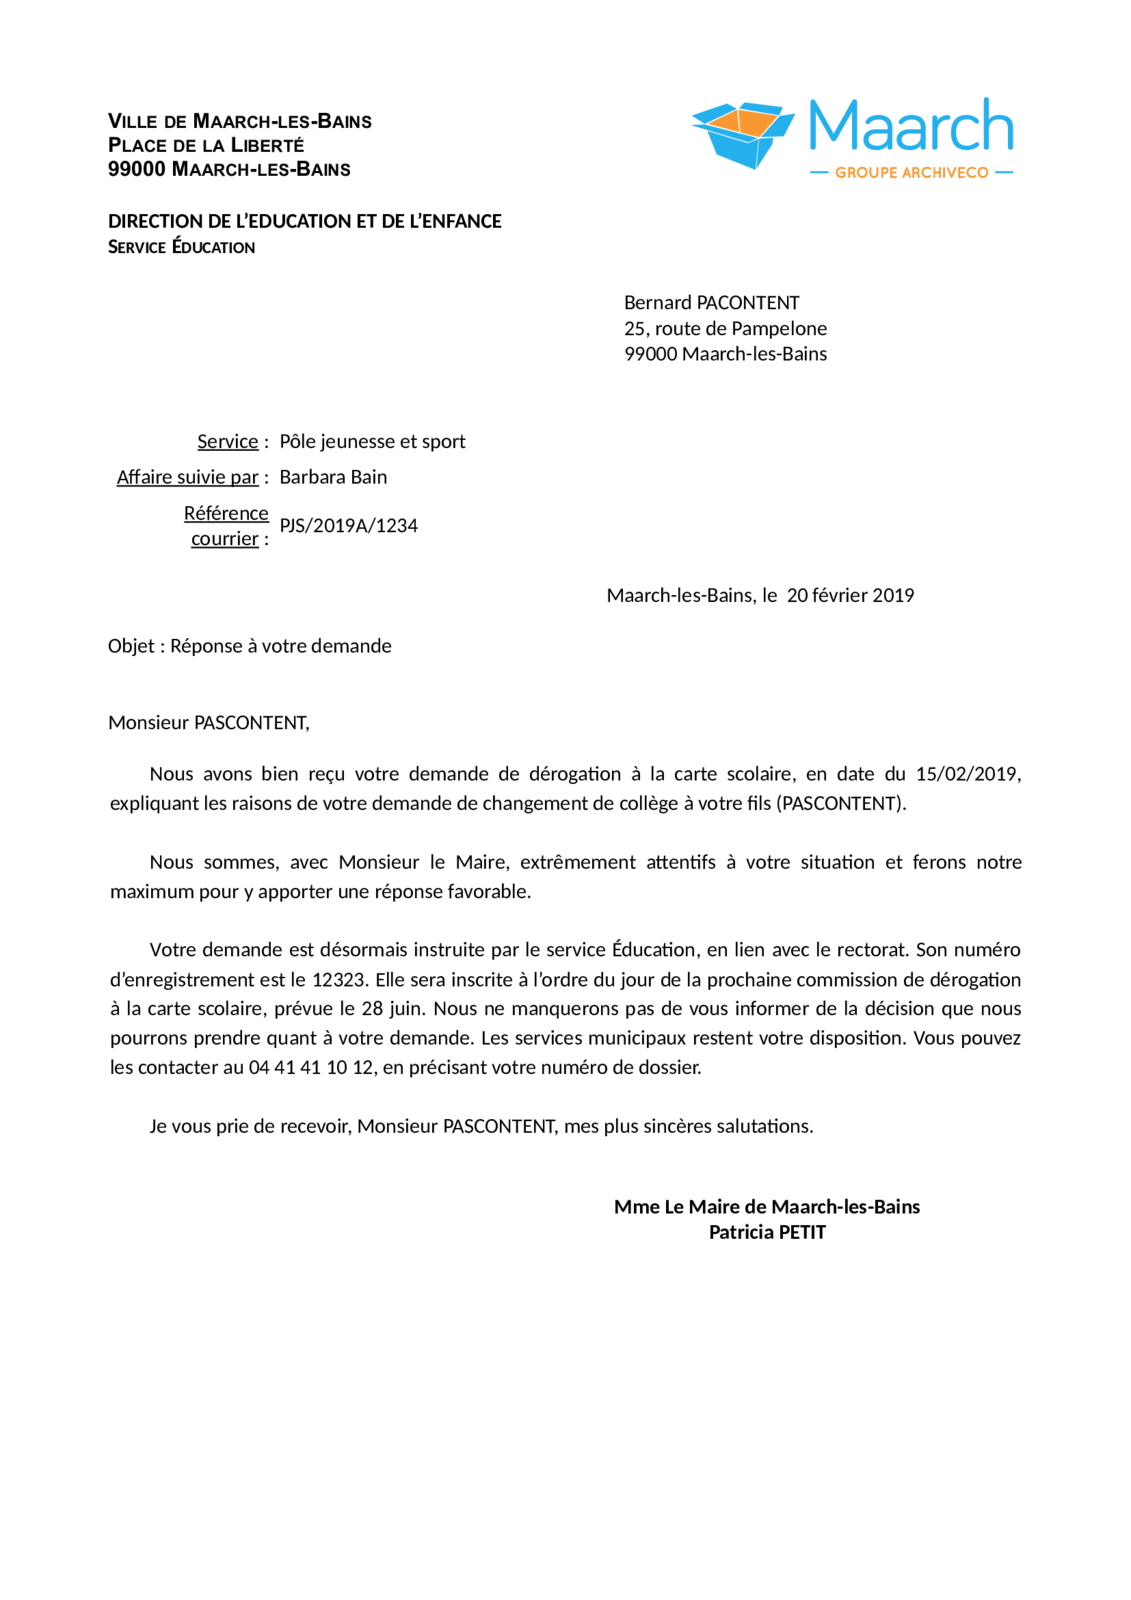 VILLE DE MAARCH-LES-BAINS
PLACE DE LA LIBERTÉ
99000 MAARCH-LES-BAINS
Maarch
GROUPE ARCHIVECO
DIRECTION DE L’EDUCATION ET DE L’ENFANCE
SERVICE ÉDUCATION
Bernard PACONTENT
25, route de Pampelone
99000 Maarch-les-Bains
Service : Pôle jeunesse et sport
Affaire suivie par : Barbara Bain
Référence
courrier : PJS/2019A/1234
Maarch-les-Bains, le 20 février 2019
Objet : Réponse à votre demande
Monsieur PASCONTENT,
Nous avons bien reçu votre demande de dérogation à la carte scolaire, en date du 15/02/2019,
expliquant les raisons de votre demande de changement de collège à votre fils (PASCONTENT).
Nous sommes, avec Monsieur le Maire, extrêmement attentifs à votre situation et ferons notre
maximum pour y apporter une réponse favorable.
Votre demande est désormais instruite par le service Éducation, en lien avec le rectorat. Son numéro
d’enregistrement est le 12323. Elle sera inscrite à l’ordre du jour de la prochaine commission de dérogation
à la carte scolaire, prévue le 28 juin. Nous ne manquerons pas de vous informer de la décision que nous
pourrons prendre quant à votre demande. Les services municipaux restent votre disposition. Vous pouvez
les contacter au 04 41 41 10 12, en précisant votre numéro de dossier.
Je vous prie de recevoir, Monsieur PASCONTENT, mes plus sincères salutations.
Mme Le Maire de Maarch-les-Bains
Patricia PETIT